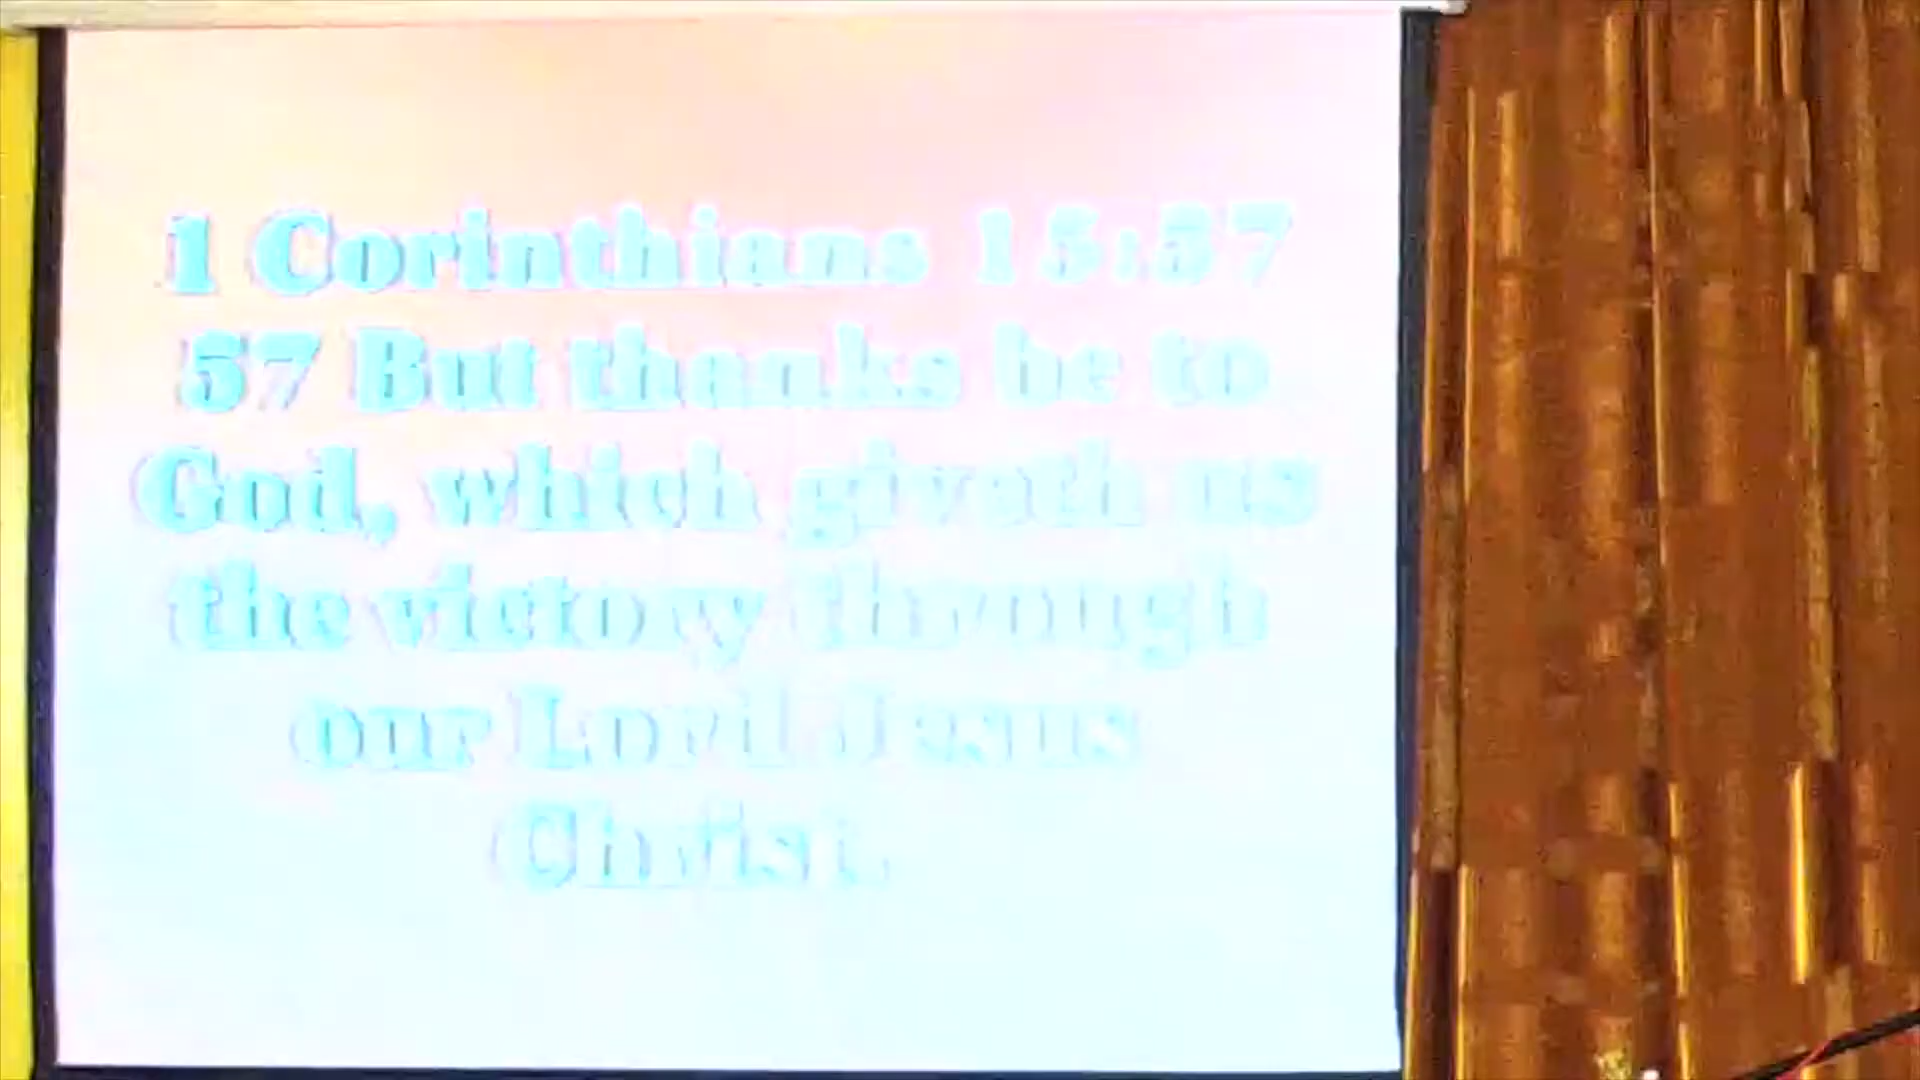 1 Corinthians 15:57
57 But thanks be to
God, which giveth us
the victory through
our Lord Jesus
Christ.